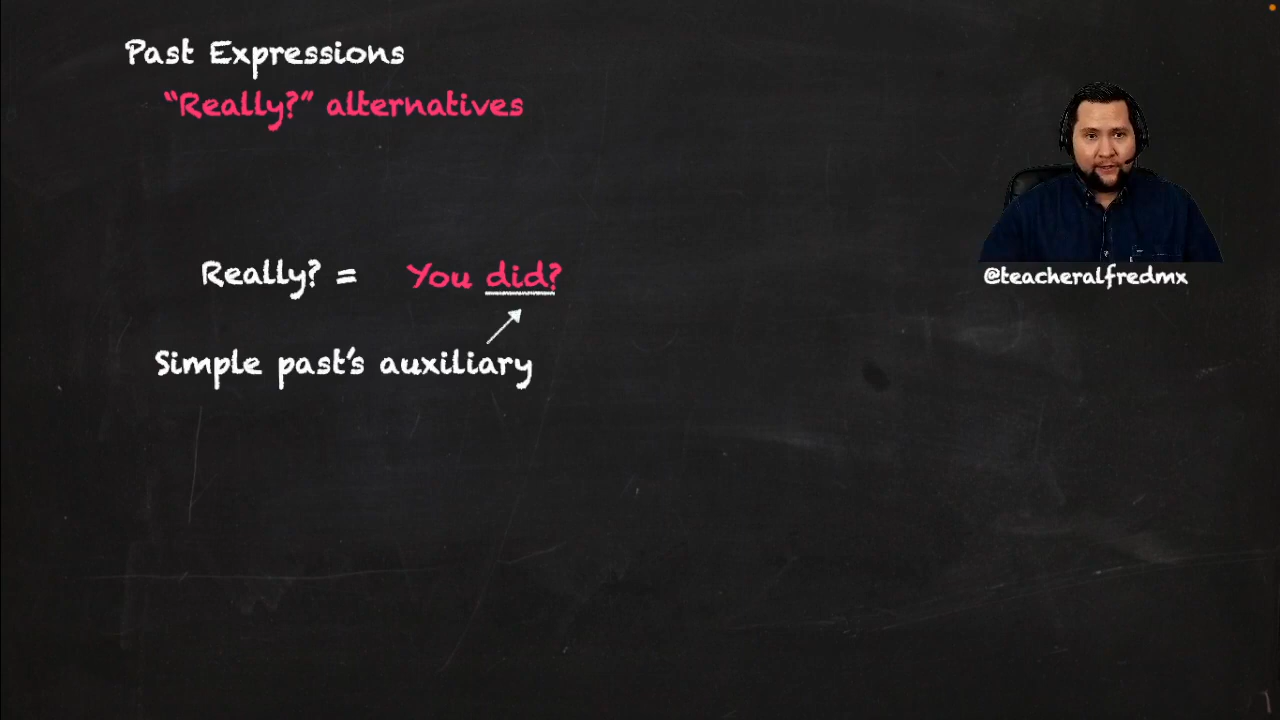 Past Expressions
“Really?” alternatives
Really? = You did?
@teacheralfredmx
Simple past’s auxiliary